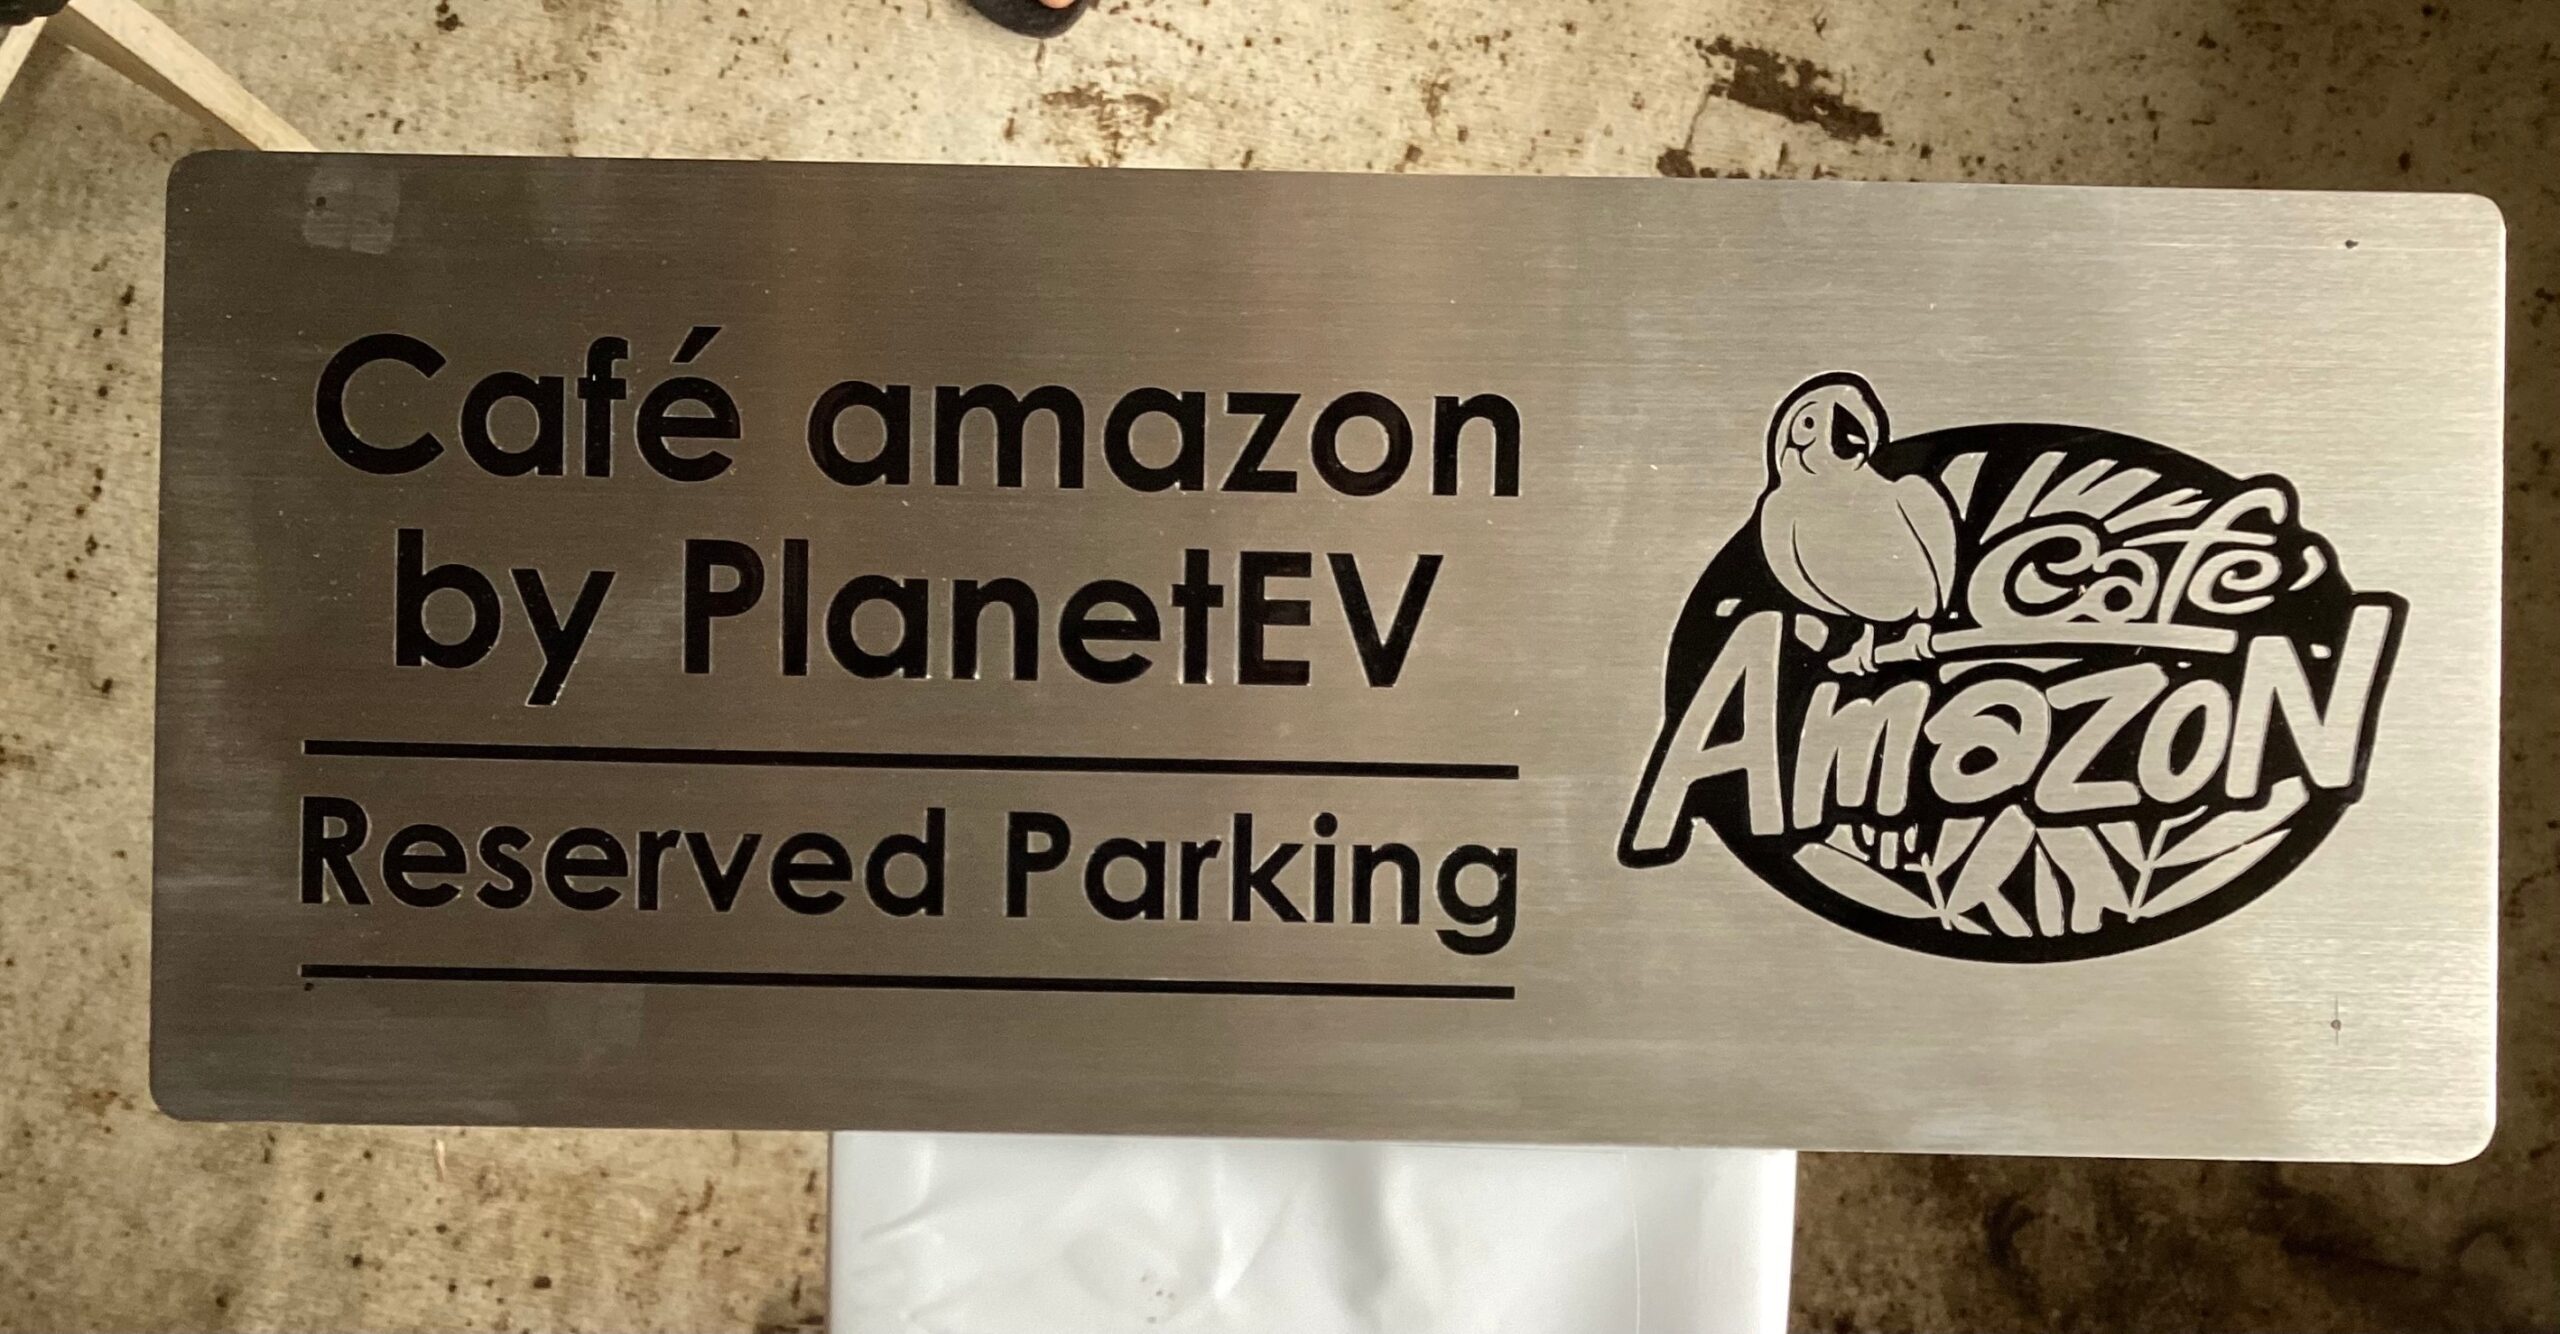 Café amazon
by PlanetEV
Reserved Parking
Café
Amazon